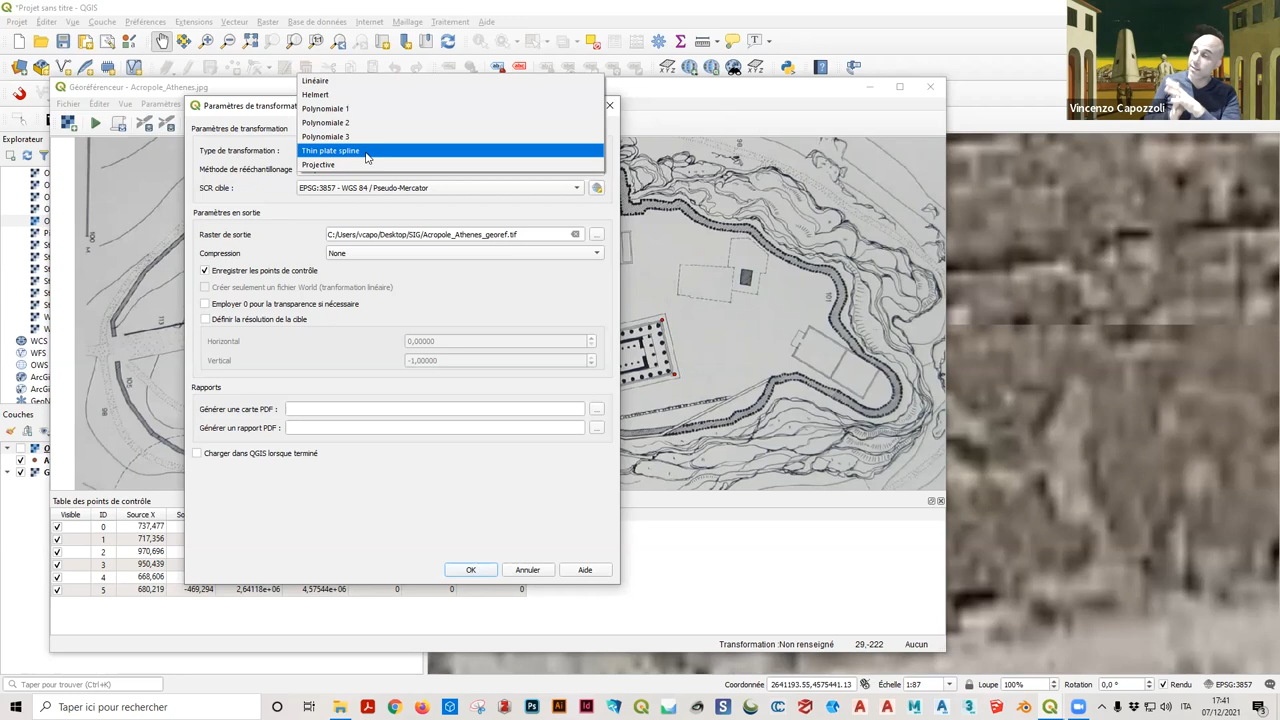 *Projet sans titre - QGIS
Projet Éditer Vue Couche Préférences Extensions Vecteur Raster Base de données Internet Maillage Traitement Aide
Vincenzo Capozzoli
Géoréférenceur - Acropole_Athenes.jpg
Fichier Éditer Vue Paramètres
Paramètres de transformat
Linéaire
Helmert
Polynomiale 1
Polynomiale 2
Polynomiale 3
Thin plate spline
Projective
Paramètres de transformation
Type de transformation :
Méthode de rééchantillonage
SCR cible : EPSG:3857 - WGS 84 / Pseudo-Mercator
Paramètres en sortie
Raster de sortie C:/Users/vcapo/Desktop/SIG/Acropole_Athenes_georef.tif ...
Compression None
Enregistrer les points de contrôle
Créer seulement un fichier World (tranformation linéaire)
Employer 0 pour la transparence si nécessaire
Définir la résolution de la cible
Horizontal 0,00000
Vertical -1,00000
Rapports
Générer une carte PDF : ...
Générer un rapport PDF : ...
Charger dans QGIS lorsque terminé
OK Annuler Aide
Explorateur
WCS
WFS
OWS
ArcGi
ArcGi
GeoN
Couches
Table des points de contrôle
Visible ID Source X So
0 737,477
1 717,356
2 970,696
3 950,439
4 668,606
5 680,219 -469,294 2,64118e+06 4,57544e+06 0 0 0
Transformation :Non renseigné 29,-222 Aucun
Taper pour trouver (Ctrl+K) Coordonnée 2641193.55,4575441.13 Échelle 1:87 Loupe 100% Rotation 0,0 ° Rendu EPSG:3857
Taper ici pour rechercher
ITA
17:41
07/12/2021